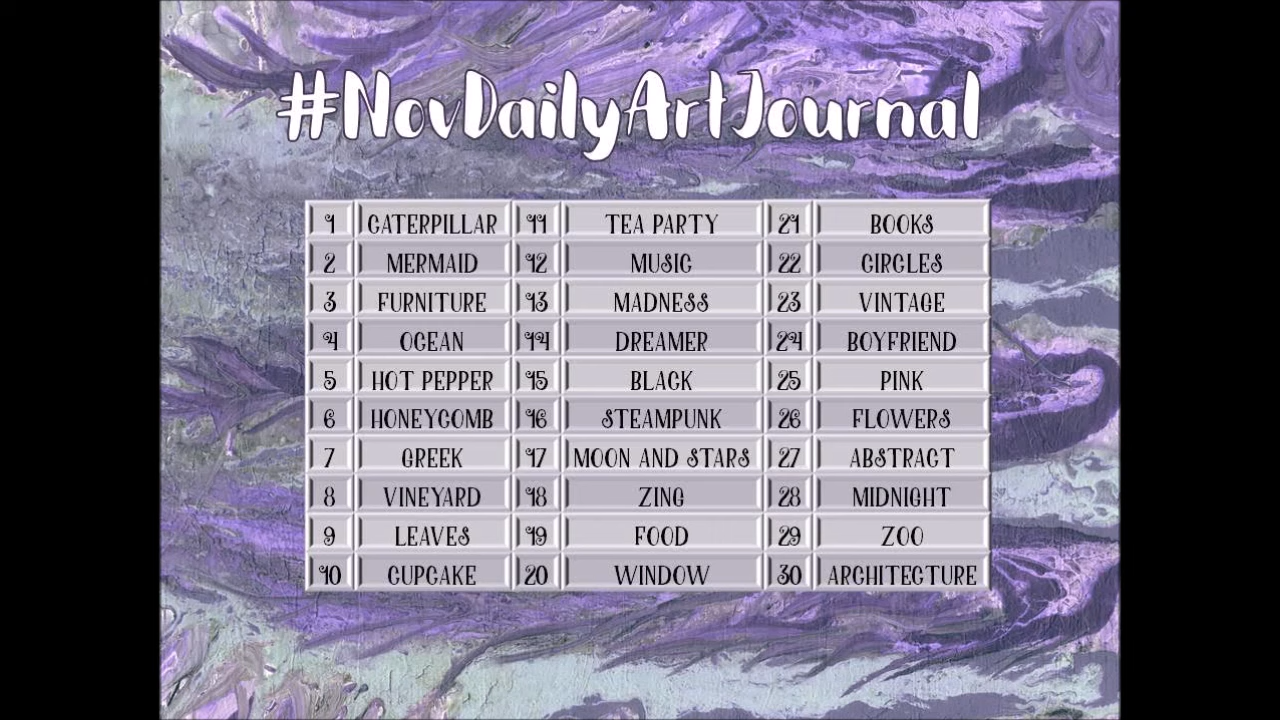 #NovDailyArtJournal
1 CATERPILLAR 11 TEA PARTY 21 BOOKS
2 MERMAID 12 MUSIC 22 CIRCLES
3 FURNITURE 13 MADNESS 23 VINTAGE
4 OCEAN 14 DREAMER 24 BOYFRIEND
5 HOT PEPPER 15 BLACK 25 PINK
6 HONEYCOMB 16 STEAMPUNK 26 FLOWERS
7 GREEK 17 MOON AND STARS 27 ABSTRACT
8 VINEYARD 18 ZING 28 MIDNIGHT
9 LEAVES 19 FOOD 29 ZOO
10 CUPCAKE 20 WINDOW 30 ARCHITECTURE